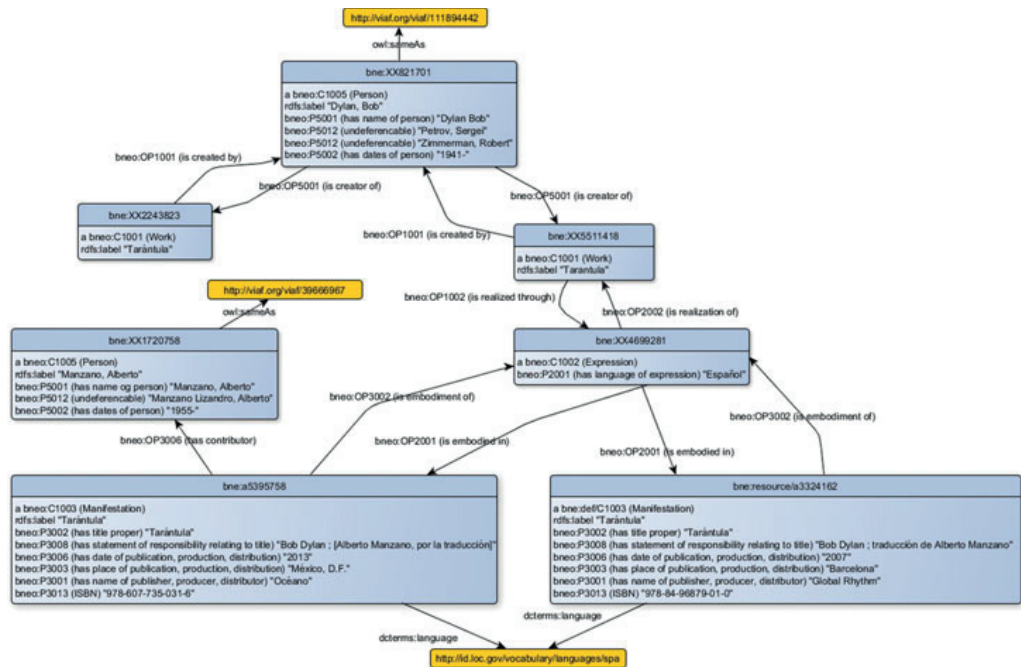 http://viaf.org/viaf/111894442
owl:sameAs
bne:XX821701
a bneo:C1005 (Person)
rdfs:label "Dylan, Bob"
bneo:P5001 (has name of person) "Dylan Bob"
bneo:P5012 (undeferencable) "Petrov, Sergei"
bneo:P5012 (undeferencable) "Zimmerman, Robert"
bneo:P5002 (has dates of person) "1941-"
bneo:OP1001 (is created by)
bneo:OP5001 (is creator of)
bneo:OP5001 (is creator of)
bneo:OP1001 (is created by)
bne:XX2243823
a bneo:C1001 (Work)
rdfs:label "Tarántula"
bne:XX5511418
a bneo:C1001 (Work)
rdfs:label "Tarantula"
http://viaf.org/viaf/39666967
owl:sameAs
bneo:OP1002 (is realized through)
bneo:OP2002 (is realization of)
bne:XX1720758
a bneo:C1005 (Person)
rdfs:label "Manzano, Alberto"
bneo:P5001 (has name og person) "Manzano, Alberto"
bneo:P5012 (undeferencable) "Manzano Lizandro, Alberto"
bneo:P5002 (has dates of person) "1955-"
bne:XX4699281
a bneo:C1002 (Expression)
bneo:P2001 (has language of expression) "Español"
bneo:OP3002 (is embodiment of)
bneo:OP3002 (is embodiment of)
bneo:OP3006 (has contributor)
bneo:OP2001 (is embodied in)
bneo:OP2001 (is embodied in)
bne:a5395758
a bneo:C1003 (Manifestation)
rdfs:label "Tarántula"
bneo:P3002 (has title proper) "Tarántula"
bneo:P3008 (has statement of responsibility relating to title) "Bob Dylan ; [Alberto Manzano, por la traducción]"
bneo:P3006 (has date of publication, production, distribution) "2013"
bneo:P3003 (has place of publication, production, distribution) "México, D.F."
bneo:P3001 (has name of publisher, producer, distributor) "Océano"
bneo:P3013 (ISBN) "978-607-735-031-6"
bne:resource/a3324162
a bne:def/C1003 (Manifestation)
rdfs:label "Tarántula"
bneo:P3002 (has title proper) "Tarántula"
bneo:P3008 (has statement of responsibility relating to title) "Bob Dylan ; traducción de Alberto Manzano"
bneo:P3006 (has date of publication, production, distribution) "2007"
bneo:P3003 (has place of publication, production, distribution) "Barcelona"
bneo:P3001 (has name of publisher, producer, distributor) "Global Rhythm"
bneo:P3013 (ISBN) "978-84-96879-01-0"
dcterms:language
dcterms:language
http://id.loc.gov/vocabulary/languages/spa